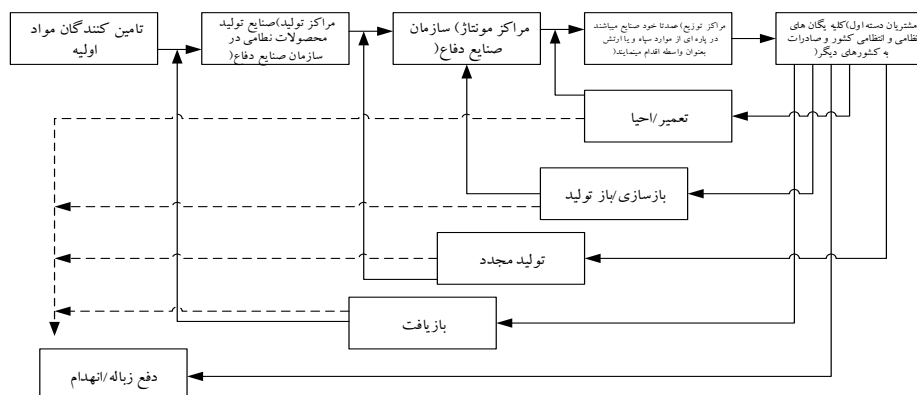 تامین کنندگان مواد
اولیه
مراکز تولید)صنایع تولید
محصولات نظامی در
سازمان صنایع دفاع(
مراکز مونتاژ) سازمان
صنایع دفاع(
مراکز توزیع) عمدتا خود صنایع میباشند
در پاره ای از موارد سپاه و یا ارتش
بعنوان واسطه اقدام مینمایند(
مشتریان دسته اول)کلیه یگان های
نظامی و انتظامی کشور و صادرات
به کشورهای دیگر(
تعمیر/احیا
بازسازی/باز تولید
تولید مجدد
بازیافت
دفع زباله/انهدام